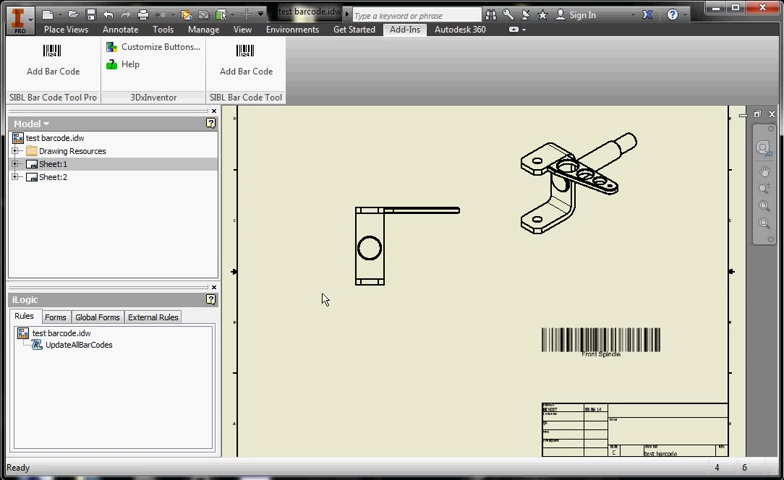 test barcode.idw
Type a keyword or phrase
Sign In
PRO
Place Views
Annotate
Tools
Manage
View
Environments
Get Started
Add-Ins
Autodesk 360
Add Bar Code
Customize Buttons...
Help
Add Bar Code
SIBL Bar Code Tool Pro
3DxInventor
SIBL Bar Code Tool
Model
test barcode.idw
Drawing Resources
Sheet:1
Sheet:2
iLogic
Rules
Forms
Global Forms
External Rules
test barcode.idw
UpdateAllBarCodes
Front Spindle
C
test barcode
Ready
4
6